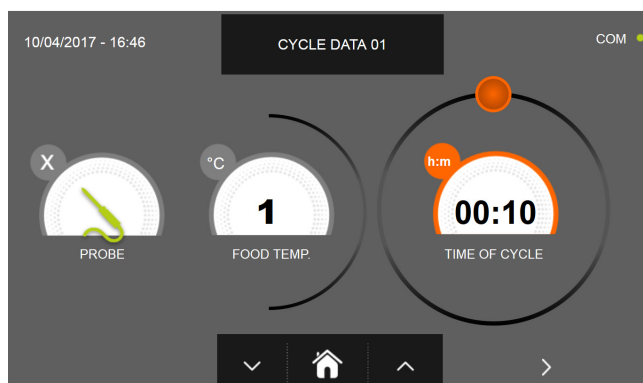 10/04/2017 - 16:46
CYCLE DATA 01
COM
X
°C
h:m
1
00:10
PROBE
FOOD TEMP.
TIME OF CYCLE